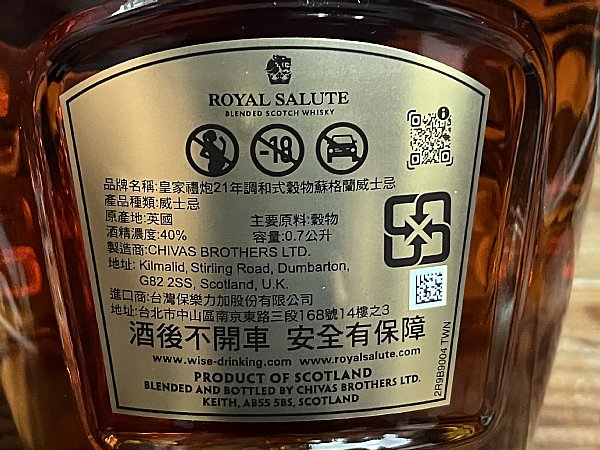 ROYAL SALUTE
BLENDED SCOTCH WHISKY
-18
品牌名稱:皇家禮炮21年調和式穀物蘇格蘭威士忌
產品種類:威士忌
原產地:英國 主要原料:穀物
酒精濃度:40% 容量:0.7公升
製造商:CHIVAS BROTHERS LTD.
地址: Kilmalid, Stirling Road, Dumbarton,
G82 2SS, Scotland, U.K.
進口商:台灣保樂力加股份有限公司
地址:台北市中山區南京東路三段168號14樓之3
酒後不開車 安全有保障
www.wise-drinking.com www.royalsalute.com
PRODUCT OF SCOTLAND
BLENDED AND BOTTLED BY CHIVAS BROTHERS LTD.
KEITH, AB55 5BS, SCOTLAND
2R9B9004 TWN